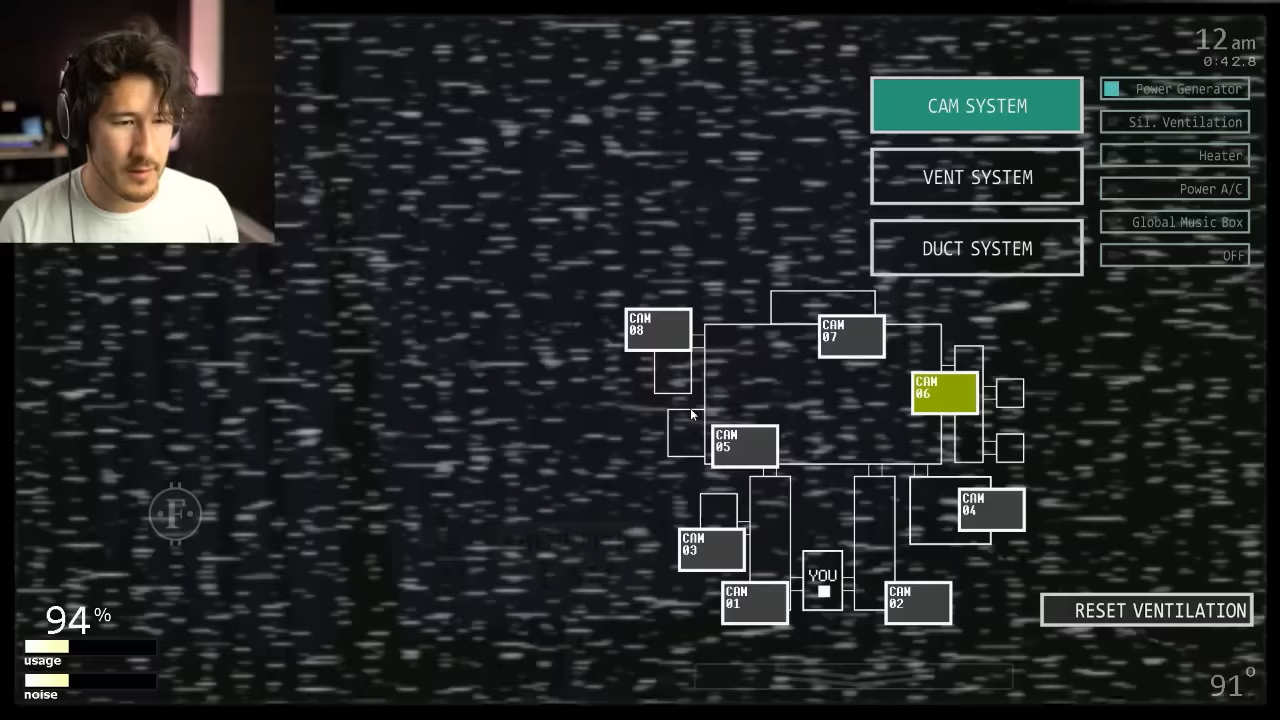 12 am
0:42.8
CAM SYSTEM
Power Generator
Sil. Ventilation
VENT SYSTEM
Heater
Power A/C
DUCT SYSTEM
Global Music Box
OFF
CAM
08
CAM
07
CAM
06
CAM
05
CAM
04
CAM
03
YOU
CAM
01
CAM
02
RESET VENTILATION
F
94%
usage
noise
91°